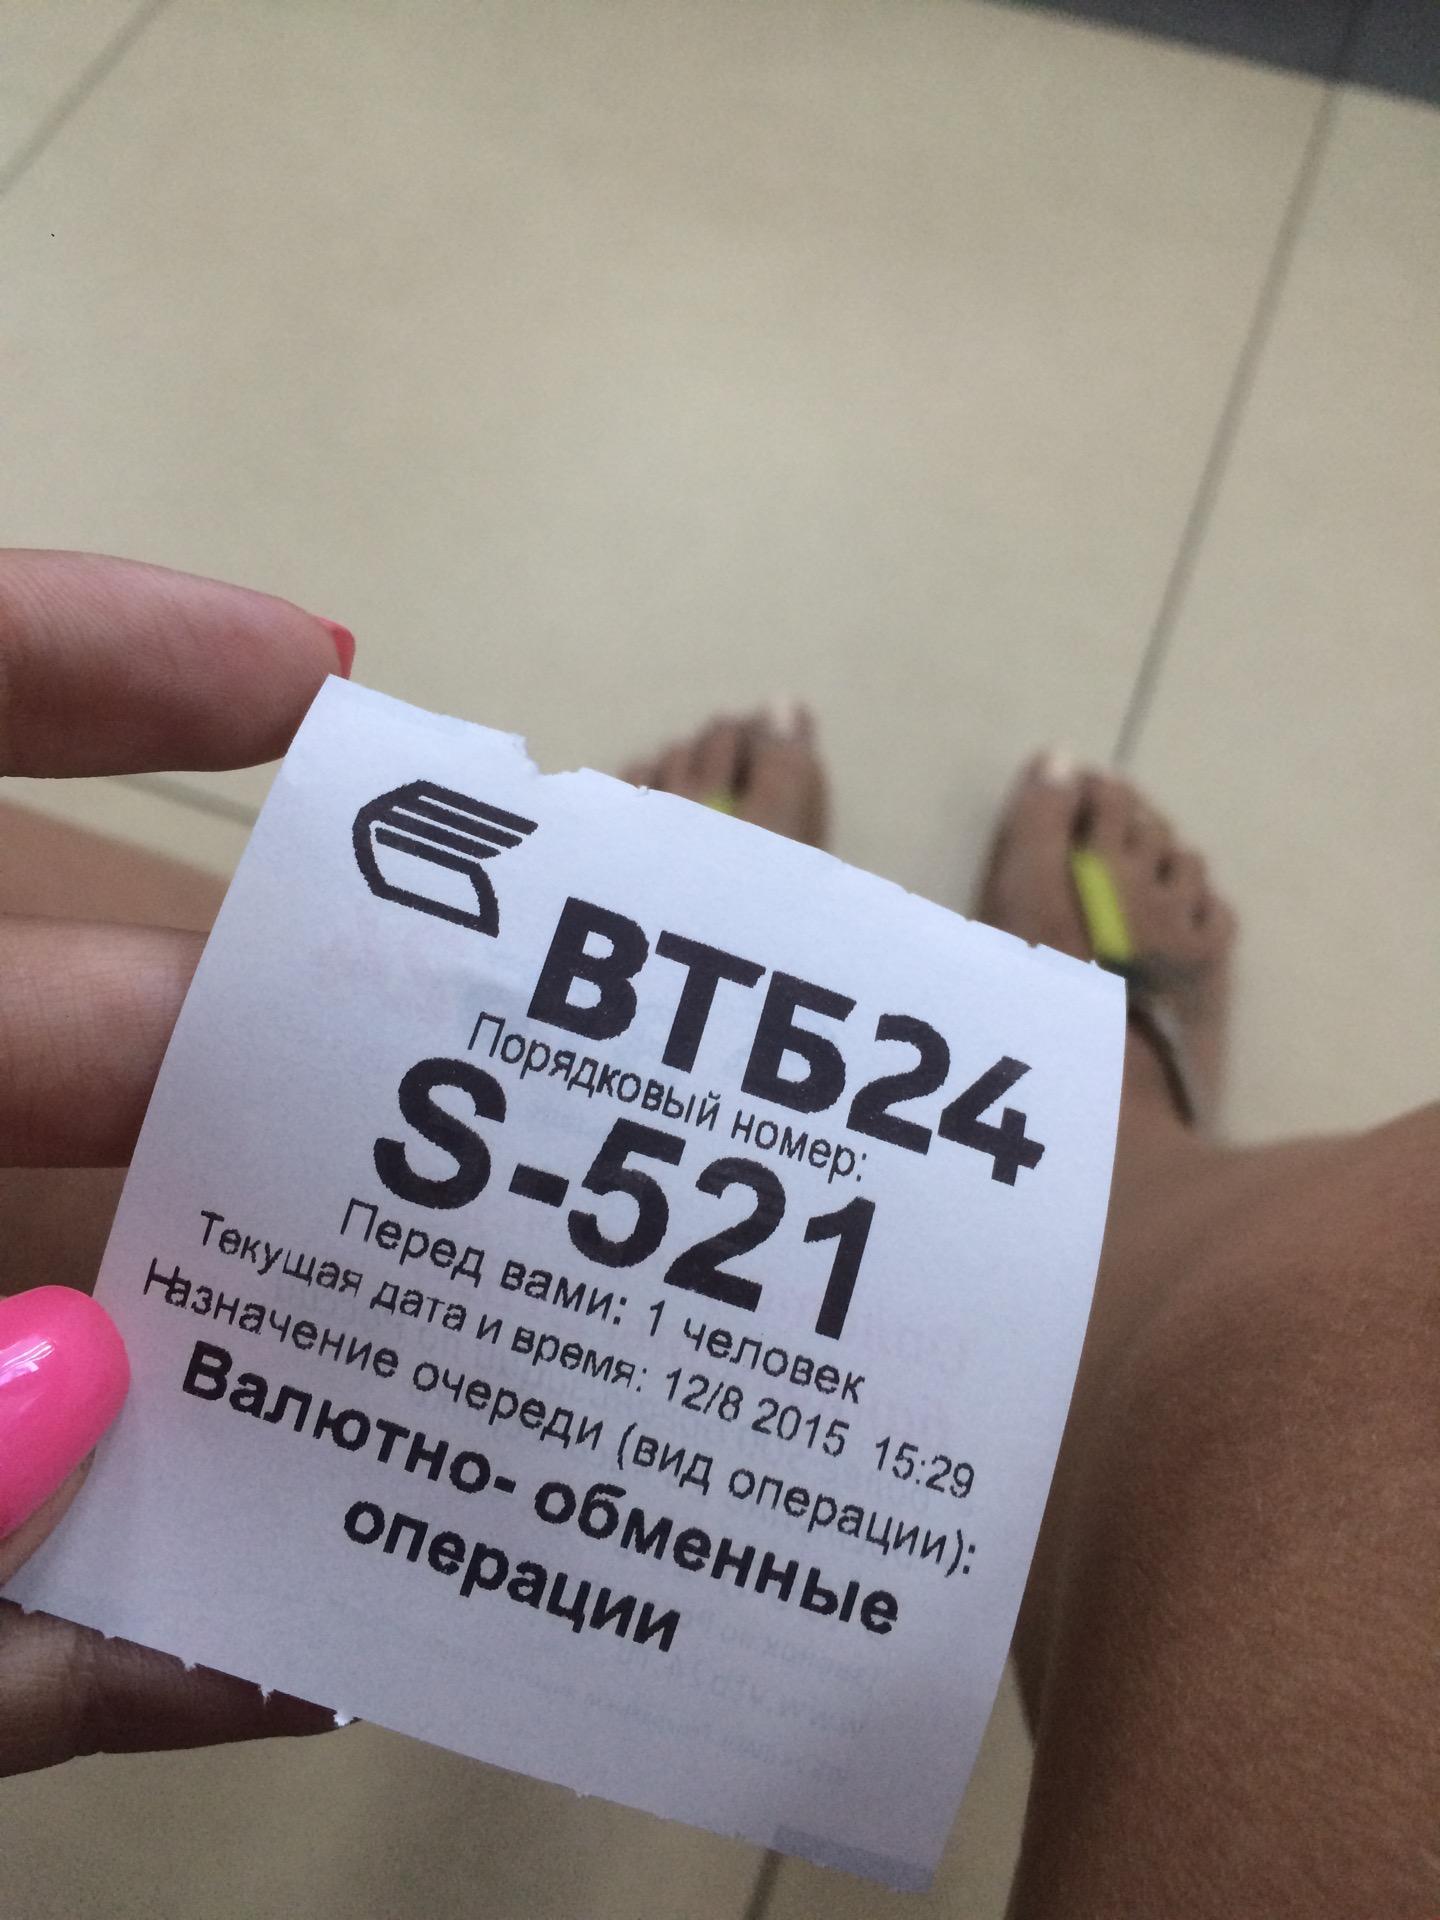 ВТБ24
Порядковый номер:
S-521
Перед вами: 1 человек
Текущая дата и время: 12/8 2015 15:29
Назначение очереди (вид операции):
Валютно- обменные
операции